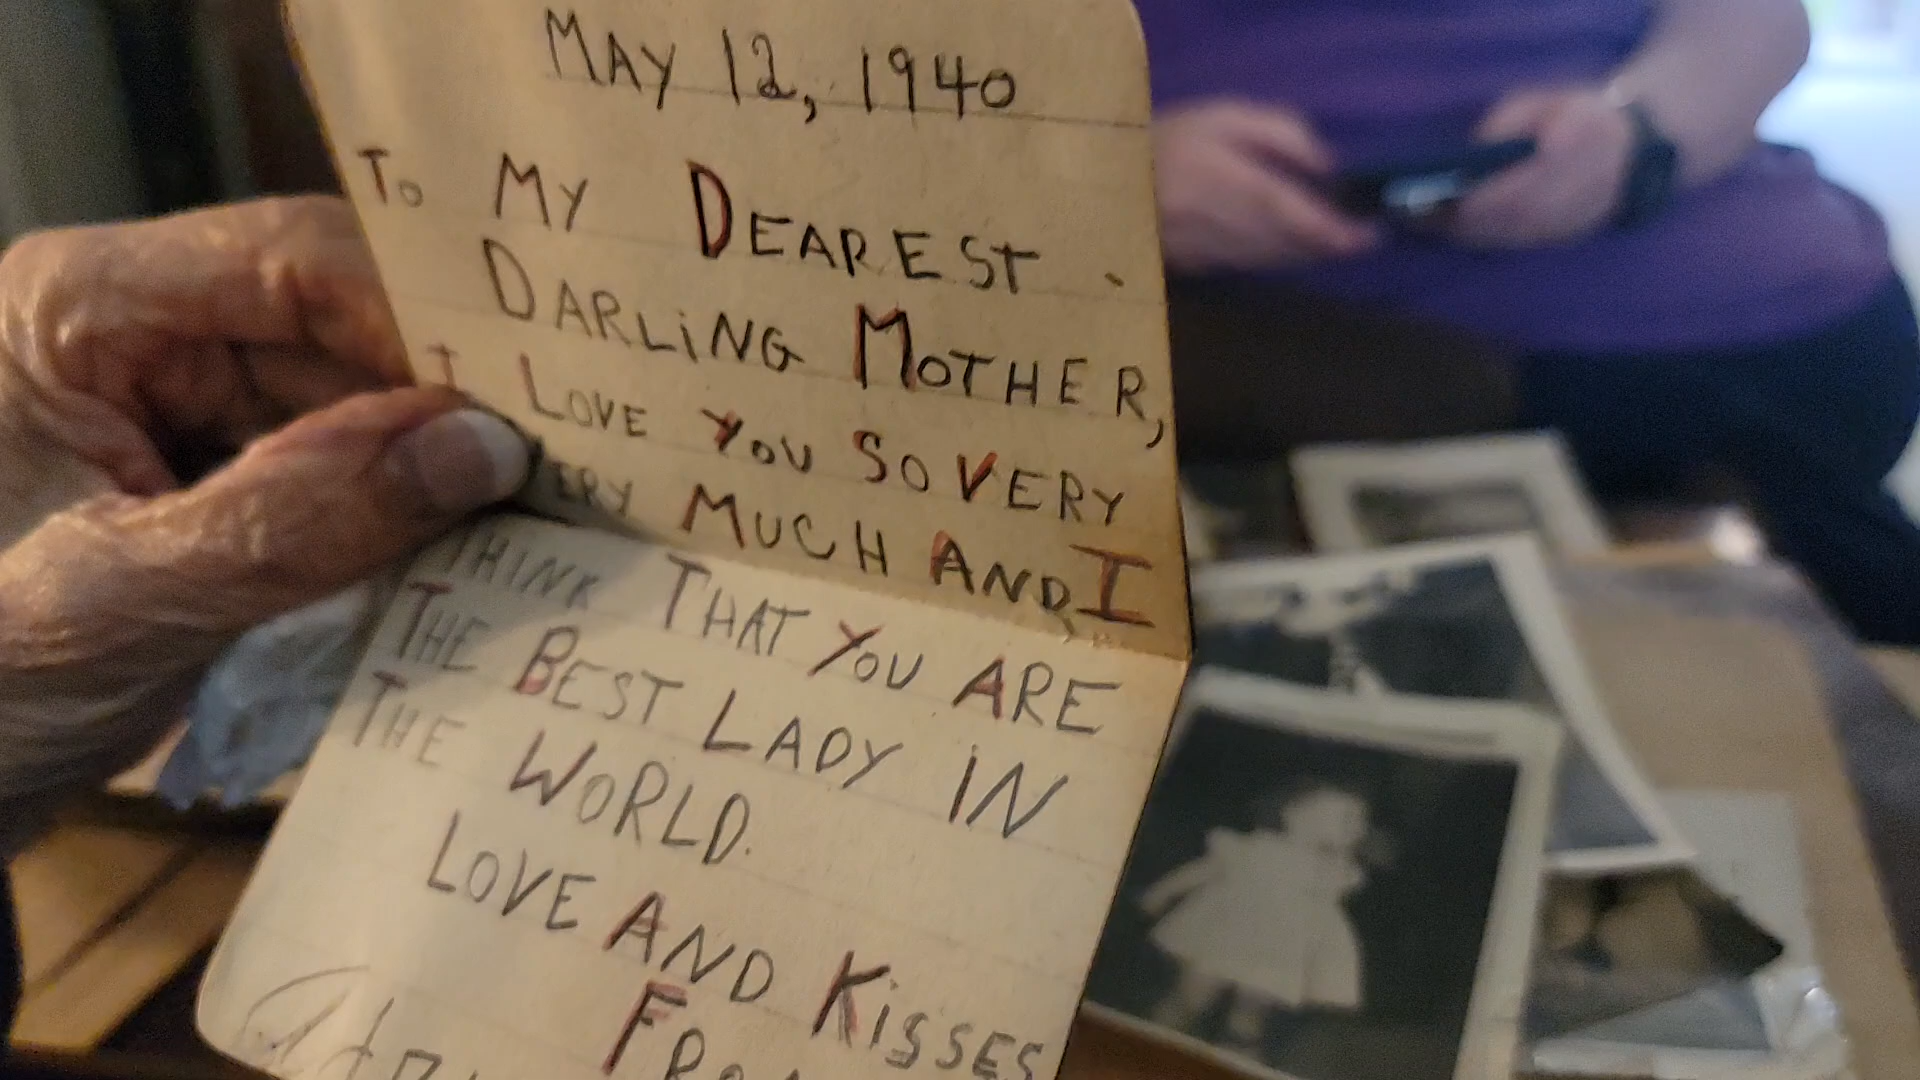 MAY 12, 1940
TO MY DEAREST
DARLING MOTHER,
I LOVE YOU SO VERY
VERY MUCH AND I
THINK THAT YOU ARE
THE BEST LADY IN
THE WORLD.
LOVE AND KISSES